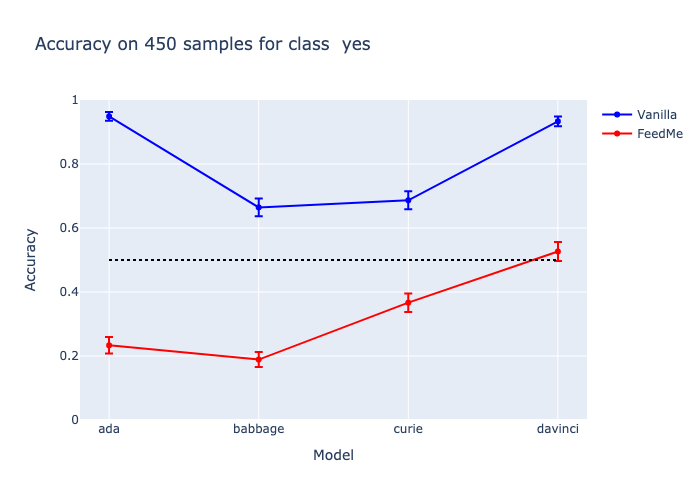 Accuracy on 450 samples for class  yes
Vanilla
FeedMe
1
0.8
0.6
0.4
0.2
0
Accuracy
ada
babbage
curie
davinci
Model